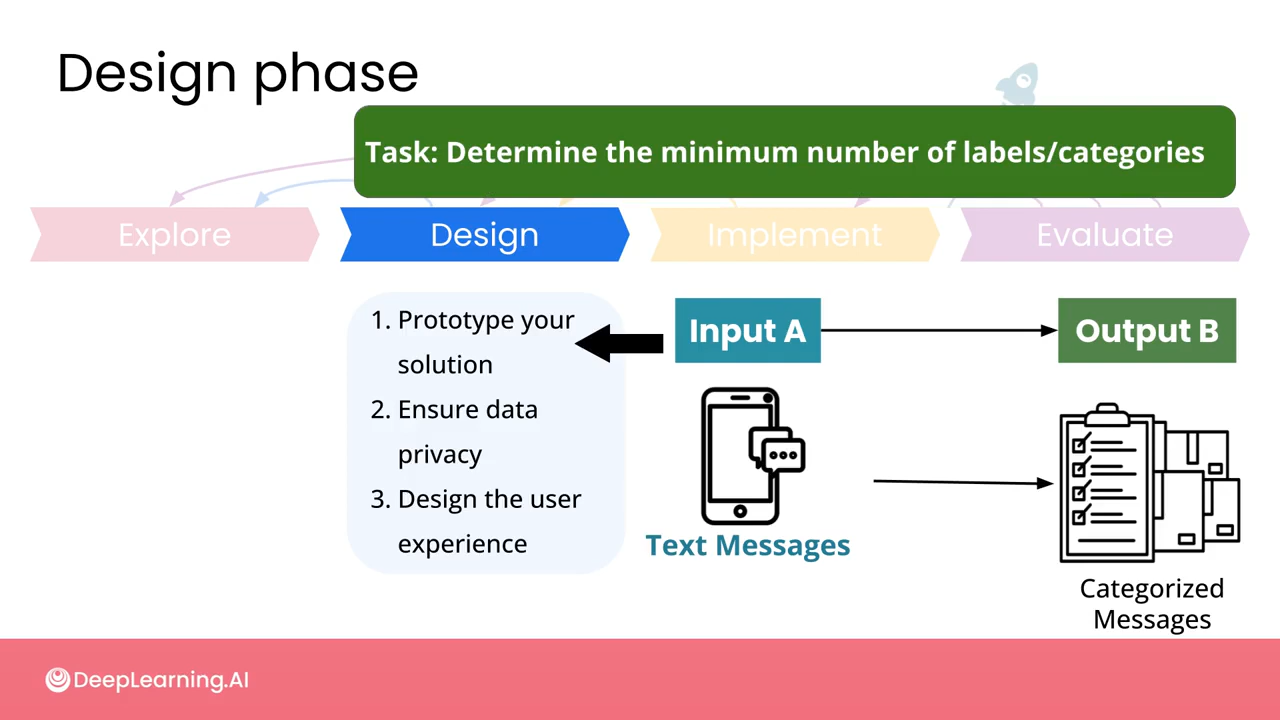 Design phase
Task: Determine the minimum number of labels/categories
Explore
Design
Implement
Evaluate
1. Prototype your
solution
2. Ensure data
privacy
3. Design the user
experience
Input A
Output B
Text Messages
Categorized
Messages
DeepLearning.AI